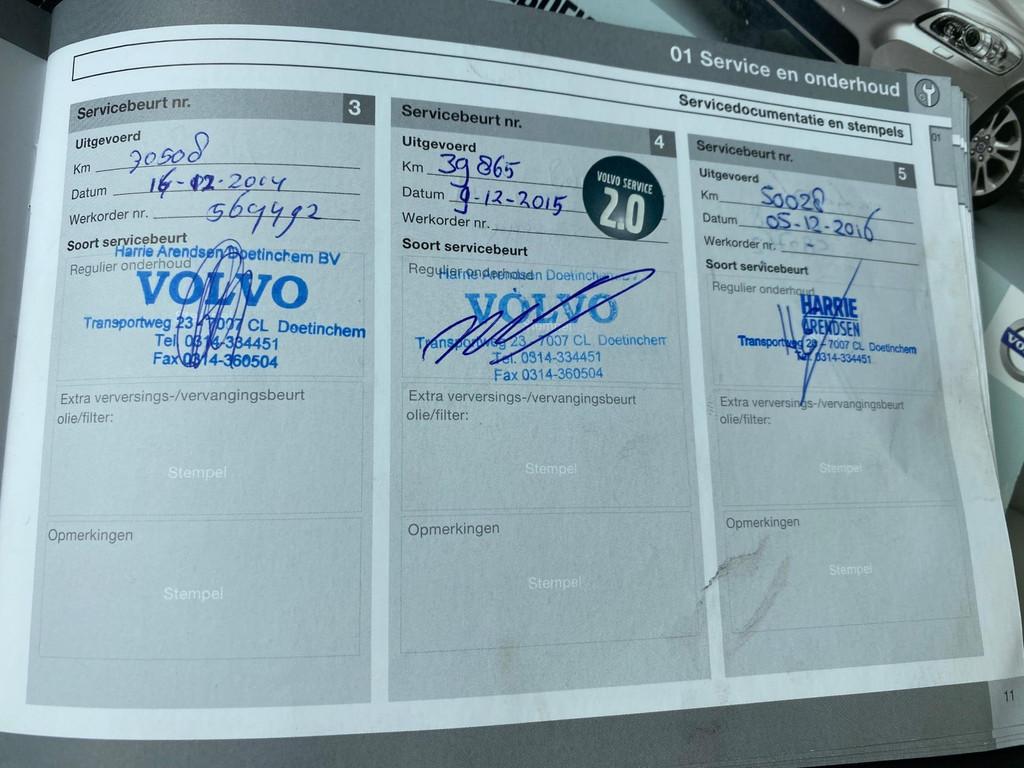 01 Service en onderhoud
Servicedocumentatie en stempels
01
Servicebeurt nr. 3
Uitgevoerd
Km 30508
Datum 16-12-2014
Werkorder nr. 569492
Soort servicebeurt
Regulier onderhoud
Harrie Arendsen Doetinchem BV
VOLVO
Transportweg 23 - 7007 CL Doetinchem
Tel 0314-334451
Fax 0314-360504
Extra verversings-/vervangingsbeurt
olie/filter:
Stempel
Opmerkingen
Stempel
Servicebeurt nr. 4
Uitgevoerd
Km 39865
Datum 9-12-2015
Werkorder nr.
VOLVO SERVICE
2.0
Soort servicebeurt
Regulier onderhoud
Harrie Arendsen Doetinchem
VOLVO
Transportweg 23 - 7007 CL Doetinchem
Tel. 0314-334451
Fax 0314-360504
Extra verversings-/vervangingsbeurt
olie/filter:
Stempel
Opmerkingen
Stempel
Servicebeurt nr. 5
Uitgevoerd
Km 50028
Datum 05-12-2016
Werkorder nr.
Soort servicebeurt
Regulier onderhoud
HARRIE
ARENDSEN
Transportweg 23 - 7007 CL Doetinchem
Tel. 0314-334451
Extra verversings-/vervangingsbeurt
olie/filter:
Stempel
Opmerkingen
Stempel
11